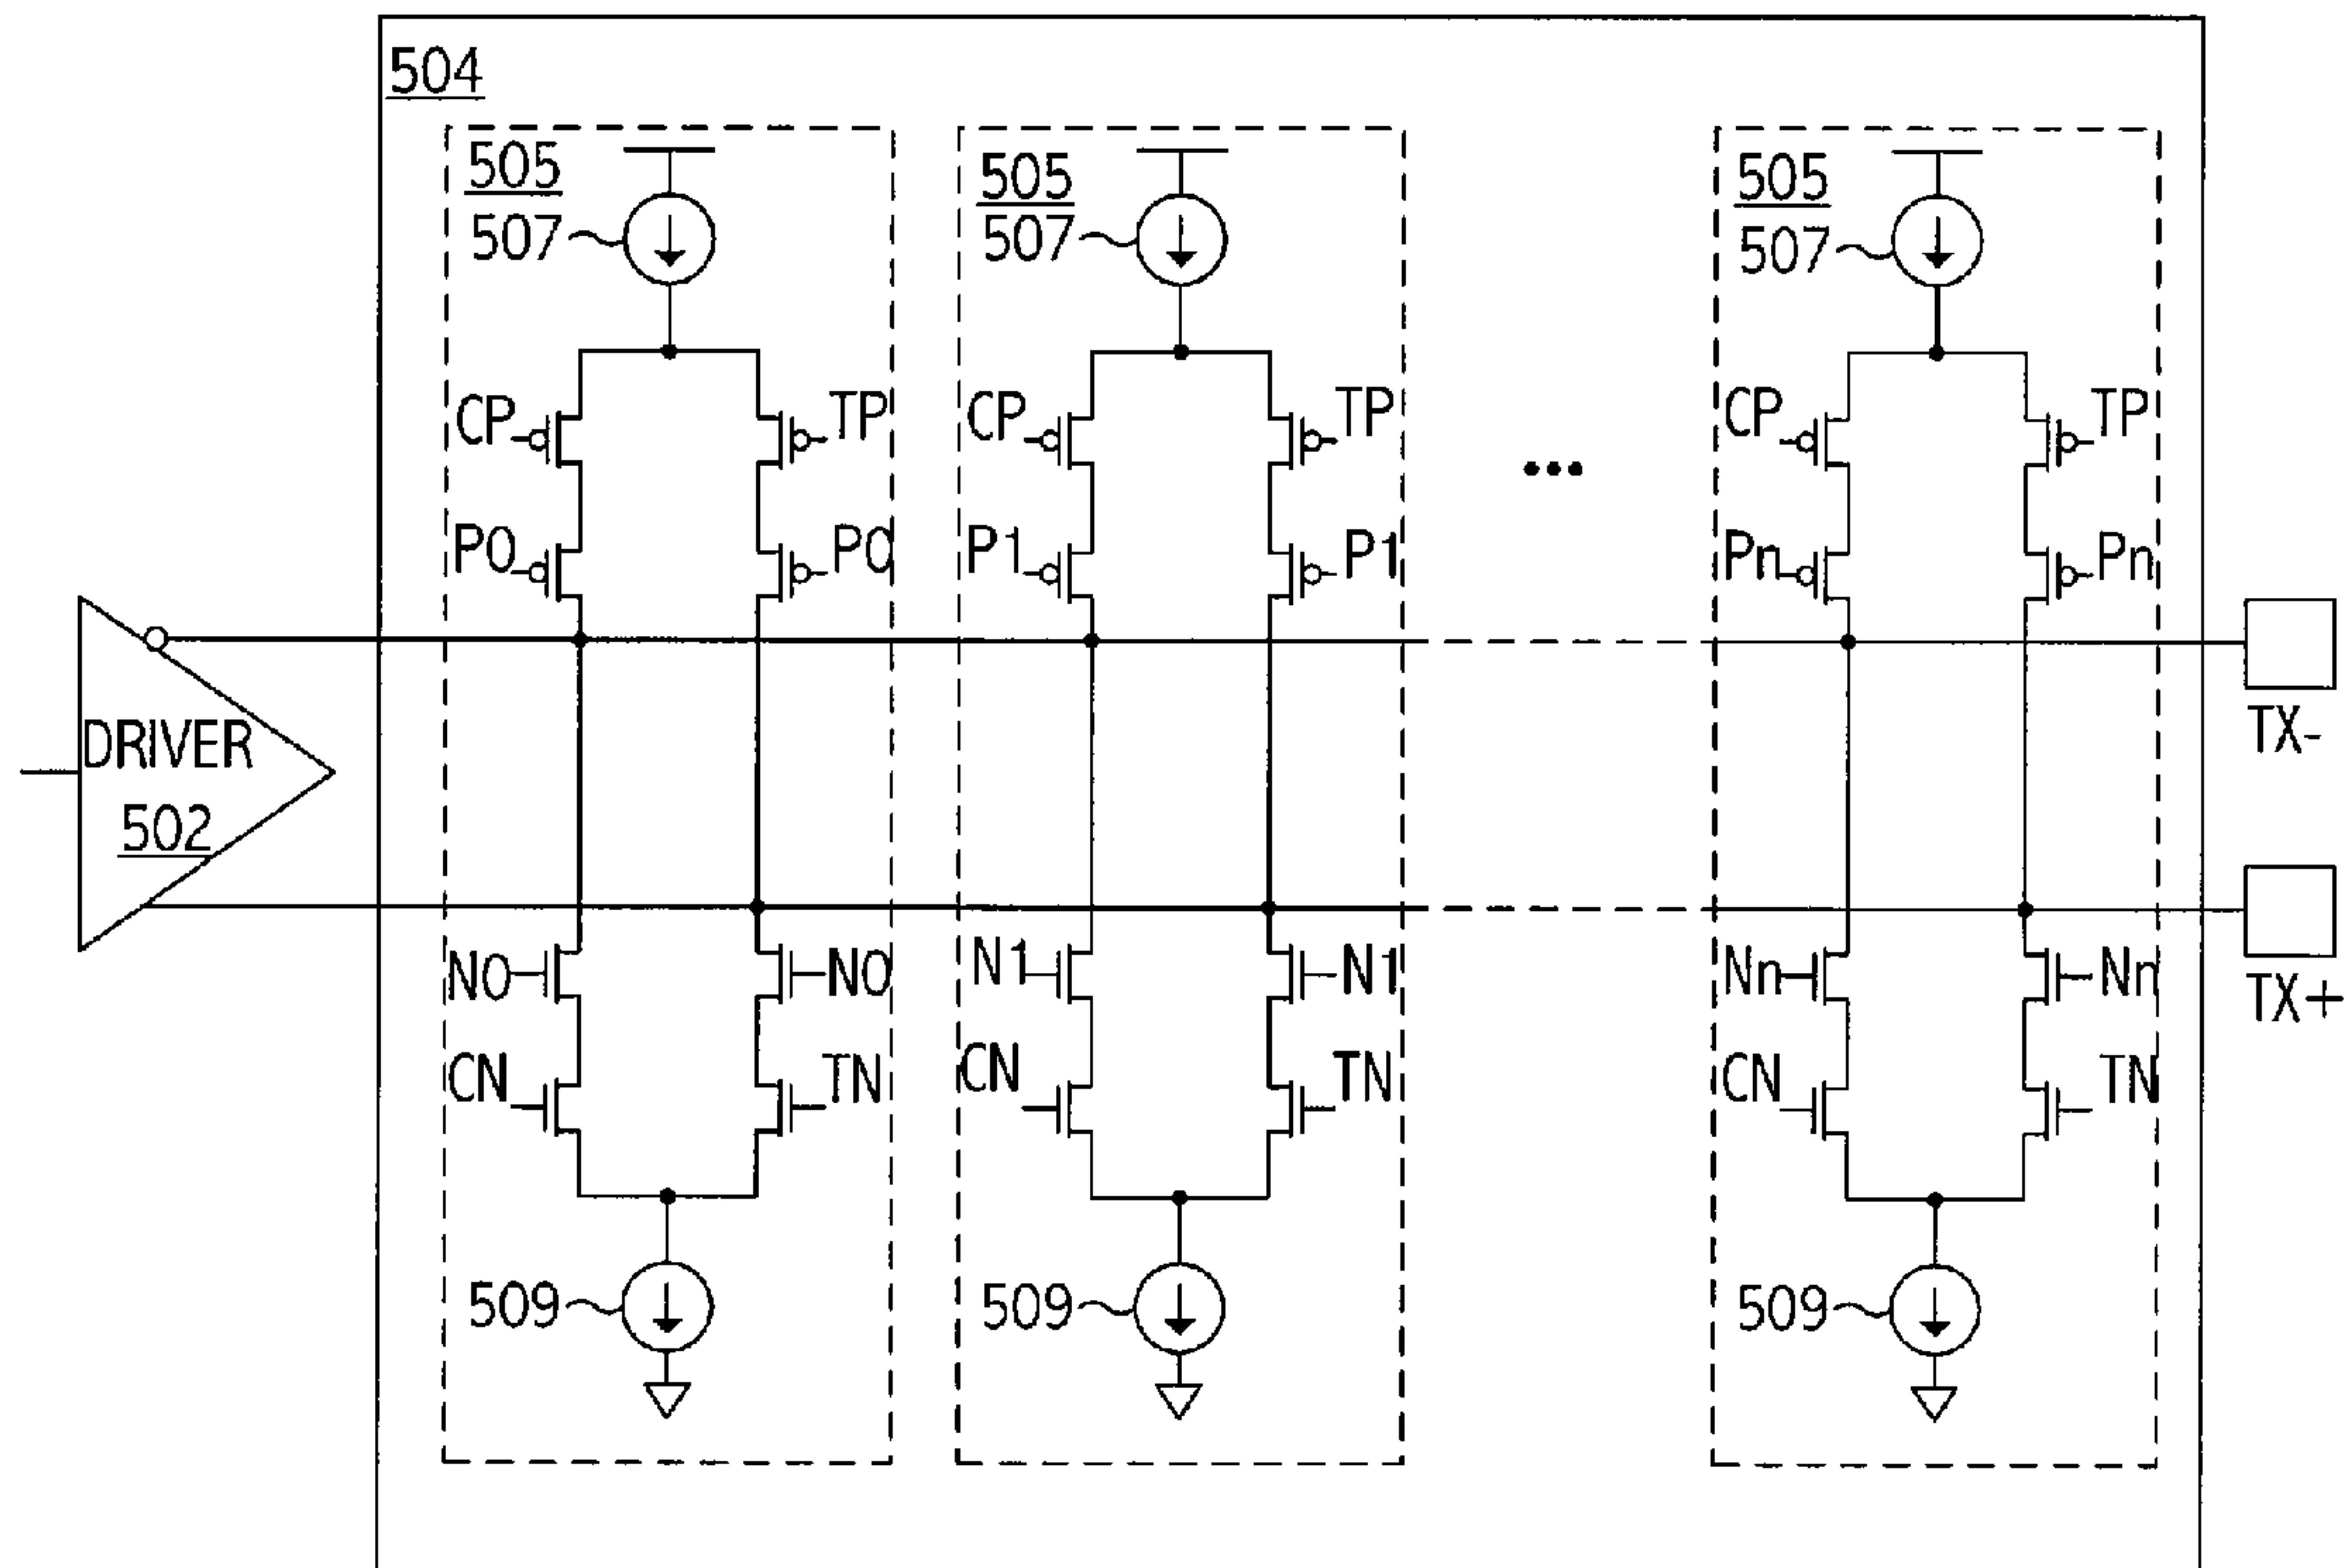 504
505 505 505
507 507 507
CP TP CP TP CP TP
P0 P0 P1 P1 Pn Pn
DRIVER
502
TX-
TX+
N0 N0 N1 N1 Nn Nn
CN TN CN TN CN TN
509 509 509